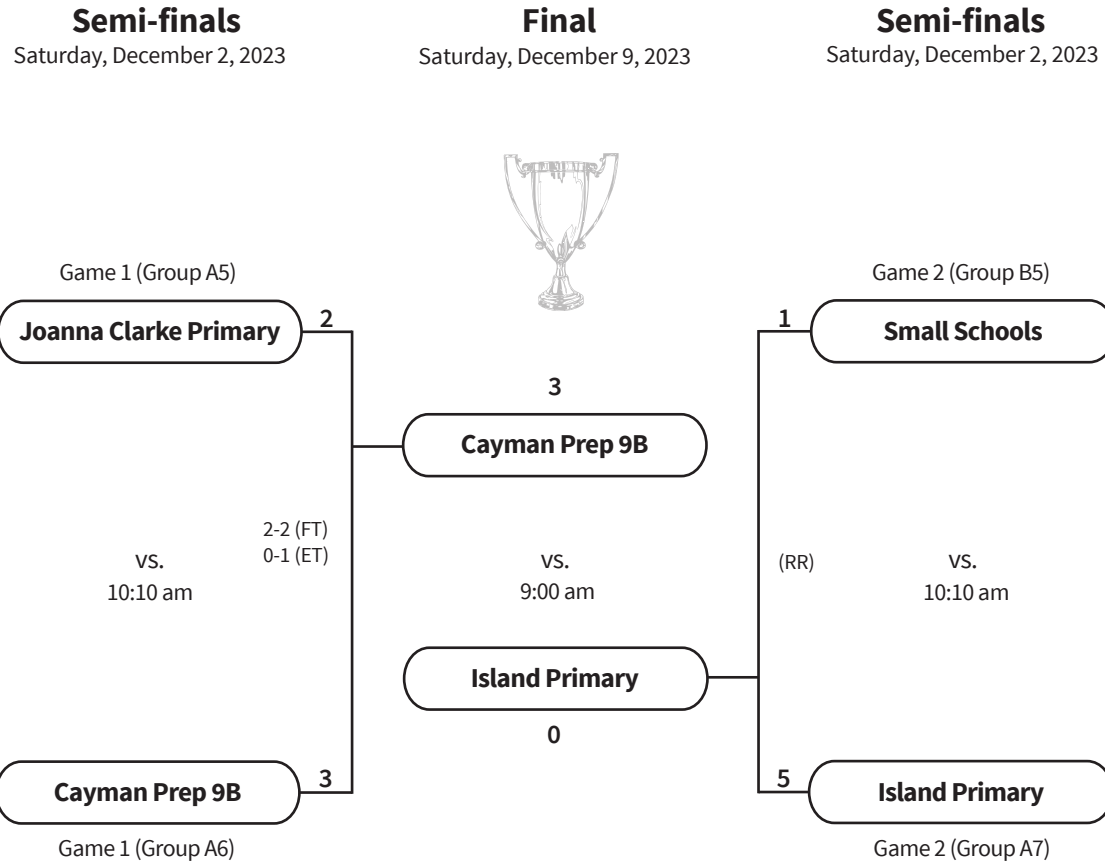 Semi-finals
Saturday, December 2, 2023
Final
Saturday, December 9, 2023
Semi-finals
Saturday, December 2, 2023
Game 1 (Group A5)
Joanna Clarke Primary
2
Game 2 (Group B5)
1
Small Schools
3
Cayman Prep 9B
2-2 (FT)
0-1 (ET)
vs.
10:10 am
vs.
9:00 am
(RR)
vs.
10:10 am
Island Primary
0
Cayman Prep 9B
3
Game 1 (Group A6)
5
Island Primary
Game 2 (Group A7)